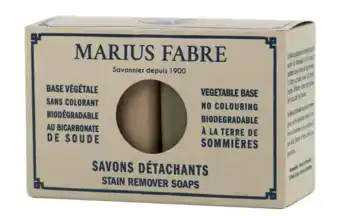 MARIUS FABRE
Savonnier depuis 1900
BASE VÉGÉTALE
SANS COLORANT
BIODÉGRADABLE
AU BICARBONATE
DE SOUDE
VEGETABLE BASE
NO COLOURING
BIODEGRADABLE
À LA TERRE DE
SOMMIÈRES
SAVONS DÉTACHANTS
STAIN REMOVER SOAPS